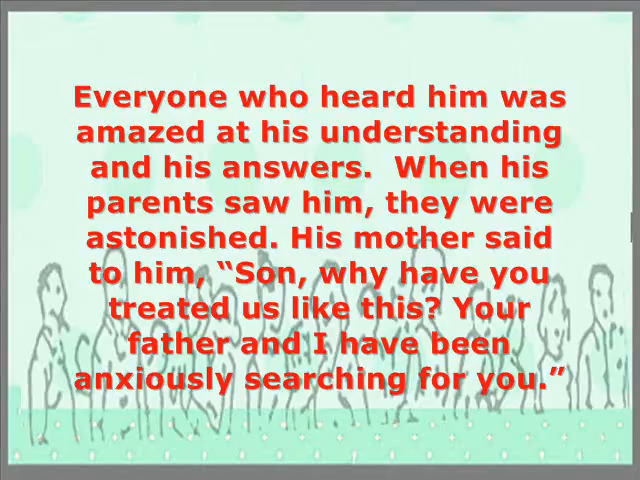 Everyone who heard him was
amazed at his understanding
and his answers.  When his
parents saw him, they were
astonished. His mother said
to him, “Son, why have you
treated us like this? Your
father and I have been
anxiously searching for you.”